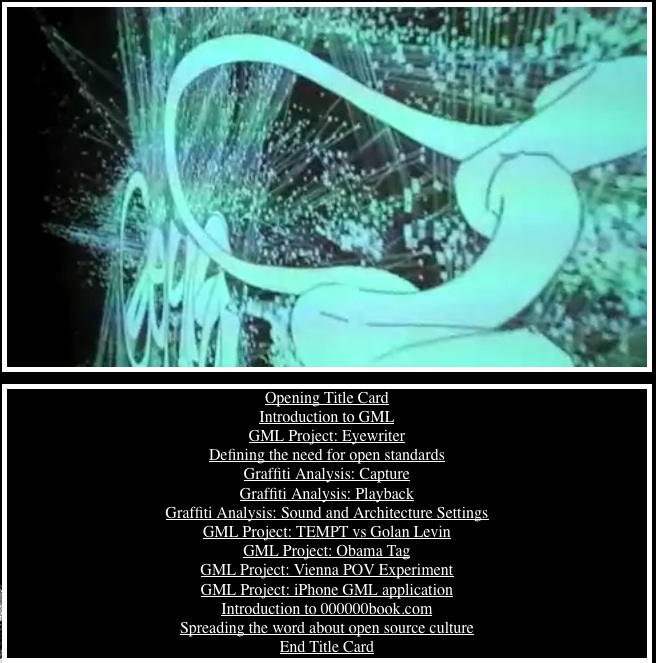 Opening Title Card
Introduction to GML
GML Project: Eyewriter
Defining the need for open standards
Graffiti Analysis: Capture
Graffiti Analysis: Playback
Graffiti Analysis: Sound and Architecture Settings
GML Project: TEMPT vs Golan Levin
GML Project: Obama Tag
GML Project: Vienna POV Experiment
GML Project: iPhone GML application
Introduction to 000000book.com
Spreading the word about open source culture
End Title Card